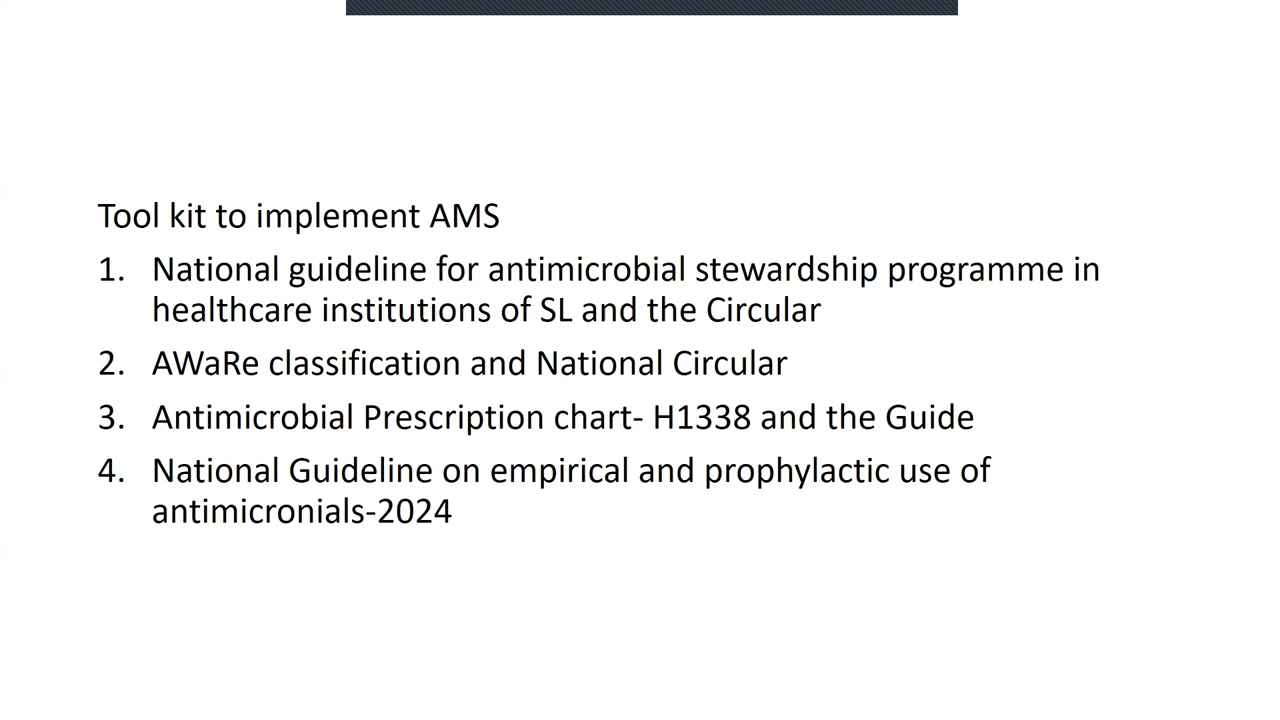 Tool kit to implement AMS
1. National guideline for antimicrobial stewardship programme in
healthcare institutions of SL and the Circular
2. AWaRe classification and National Circular
3. Antimicrobial Prescription chart- H1338 and the Guide
4. National Guideline on empirical and prophylactic use of
antimicronials-2024